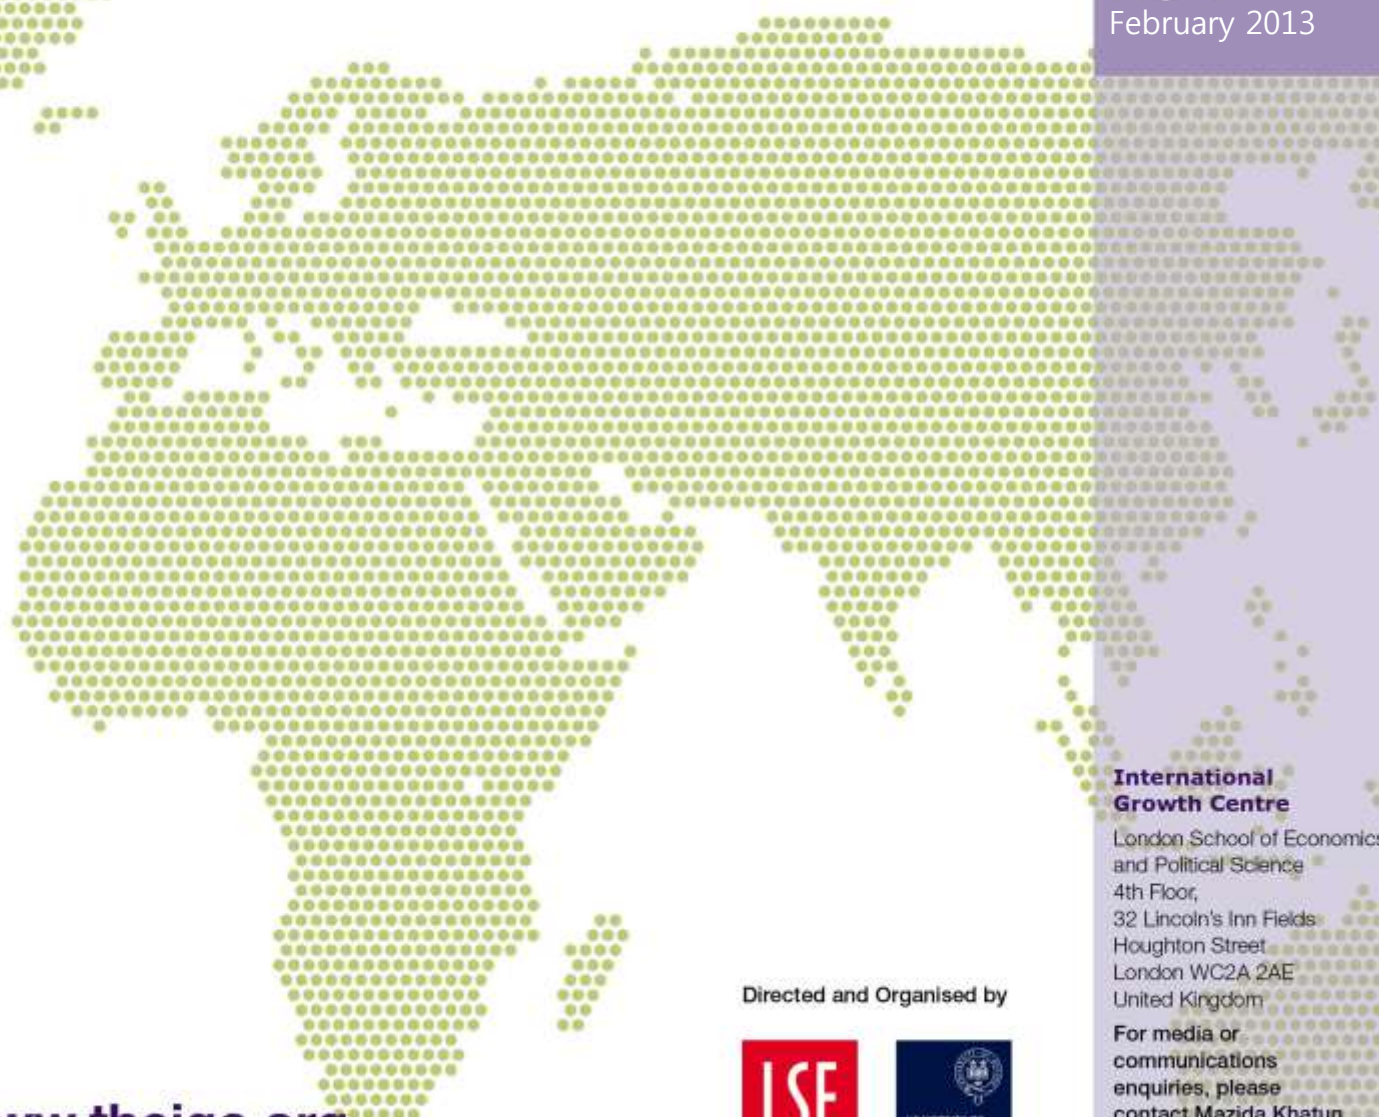 February 2013
International
Growth Centre
London School of Economics
and Political Science
4th Floor,
32 Lincoln's Inn Fields
Houghton Street
London WC2A 2AE
United Kingdom
For media or
communications
enquiries, please
contact Mazida Khatun
Directed and Organised by
LSE